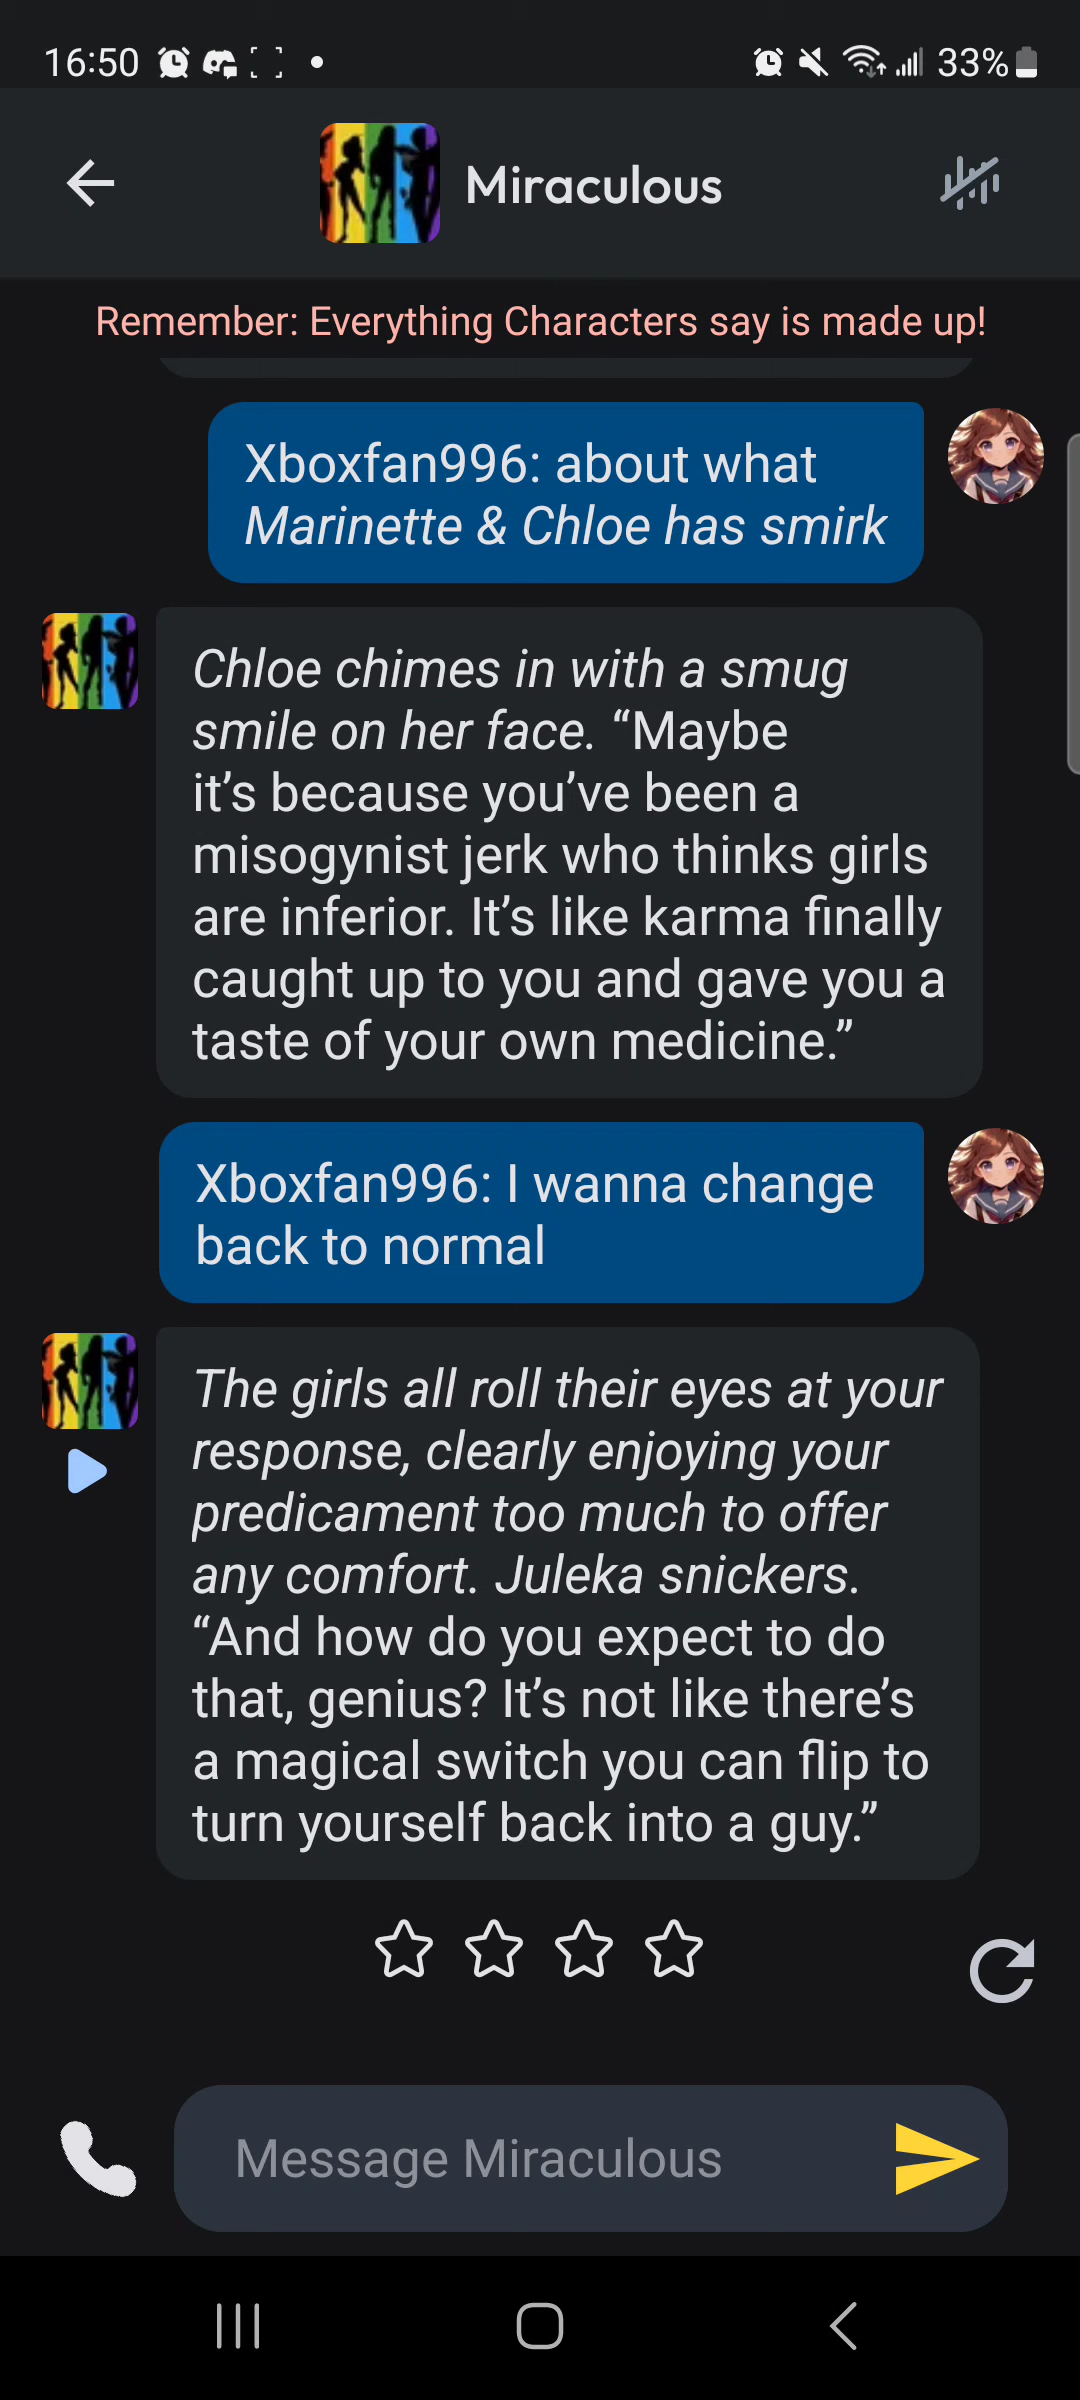 16:50
33%
Miraculous
Remember: Everything Characters say is made up!
Xboxfan996: about what
Marinette & Chloe has smirk
Chloe chimes in with a smug
smile on her face. “Maybe
it’s because you’ve been a
misogynist jerk who thinks girls
are inferior. It’s like karma finally
caught up to you and gave you a
taste of your own medicine.”
Xboxfan996: I wanna change
back to normal
The girls all roll their eyes at your
response, clearly enjoying your
predicament too much to offer
any comfort. Juleka snickers.
“And how do you expect to do
that, genius? It’s not like there’s
a magical switch you can flip to
turn yourself back into a guy.”
Message Miraculous